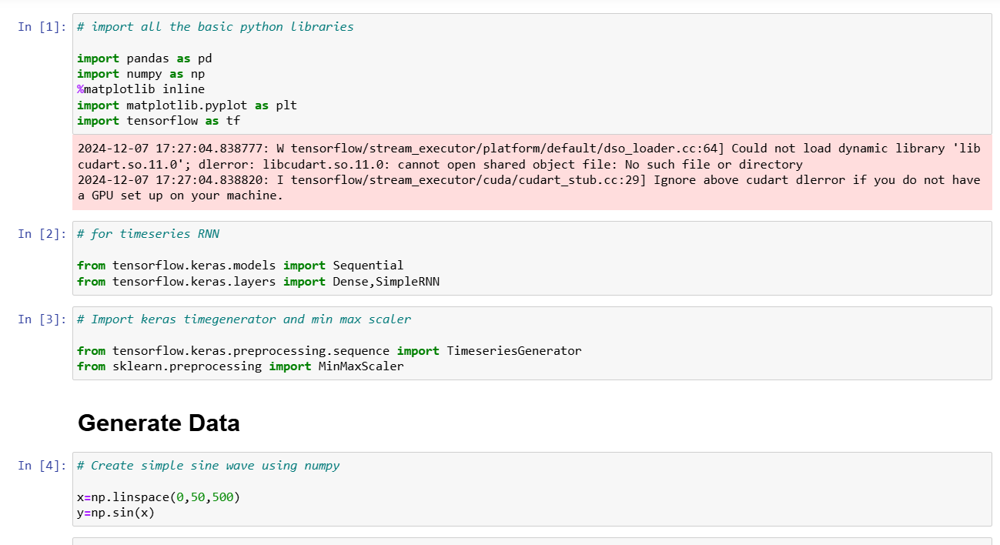 In [1]: # import all the basic python libraries
import pandas as pd
import numpy as np
%matplotlib inline
import matplotlib.pyplot as plt
import tensorflow as tf
2024-12-07 17:27:04.838777: W tensorflow/stream_executor/platform/default/dso_loader.cc:64] Could not load dynamic library 'lib
cudart.so.11.0'; dlerror: libcudart.so.11.0: cannot open shared object file: No such file or directory
2024-12-07 17:27:04.838820: I tensorflow/stream_executor/cuda/cudart_stub.cc:29] Ignore above cudart dlerror if you do not have
a GPU set up on your machine.
In [2]: # for timeseries RNN
from tensorflow.keras.models import Sequential
from tensorflow.keras.layers import Dense,SimpleRNN
In [3]: # Import keras timegenerator and min max scaler
from tensorflow.keras.preprocessing.sequence import TimeseriesGenerator
from sklearn.preprocessing import MinMaxScaler
Generate Data
In [4]: # Create simple sine wave using numpy
x=np.linspace(0,50,500)
y=np.sin(x)